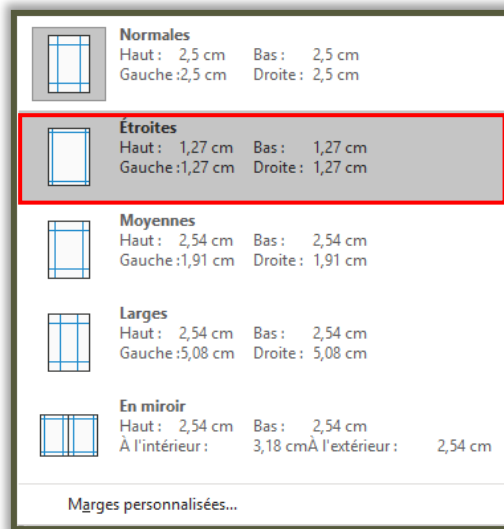 Normales
Haut : 2,5 cm Bas : 2,5 cm
Gauche :2,5 cm Droite : 2,5 cm
Étroites
Haut : 1,27 cm Bas : 1,27 cm
Gauche :1,27 cm Droite : 1,27 cm
Moyennes
Haut : 2,54 cm Bas : 2,54 cm
Gauche :1,91 cm Droite : 1,91 cm
Larges
Haut : 2,54 cm Bas : 2,54 cm
Gauche :5,08 cm Droite : 5,08 cm
En miroir
Haut : 2,54 cm Bas : 2,54 cm
À l'intérieur : 3,18 cmÀ l'extérieur : 2,54 cm
Marges personnalisées...